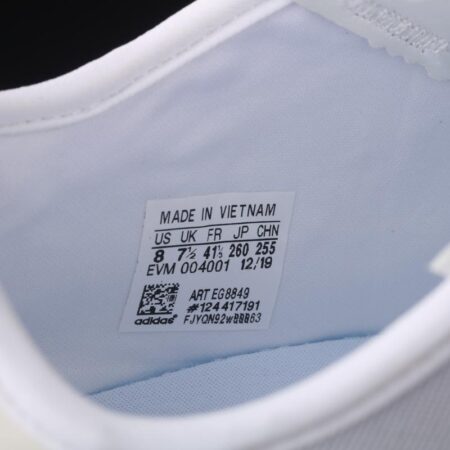 MADE IN VIETNAM
US UK FR JP CHN
8 7½ 41⅓ 260 255
EVM 004001 12/19
ART EG8849
#124417191
adidas